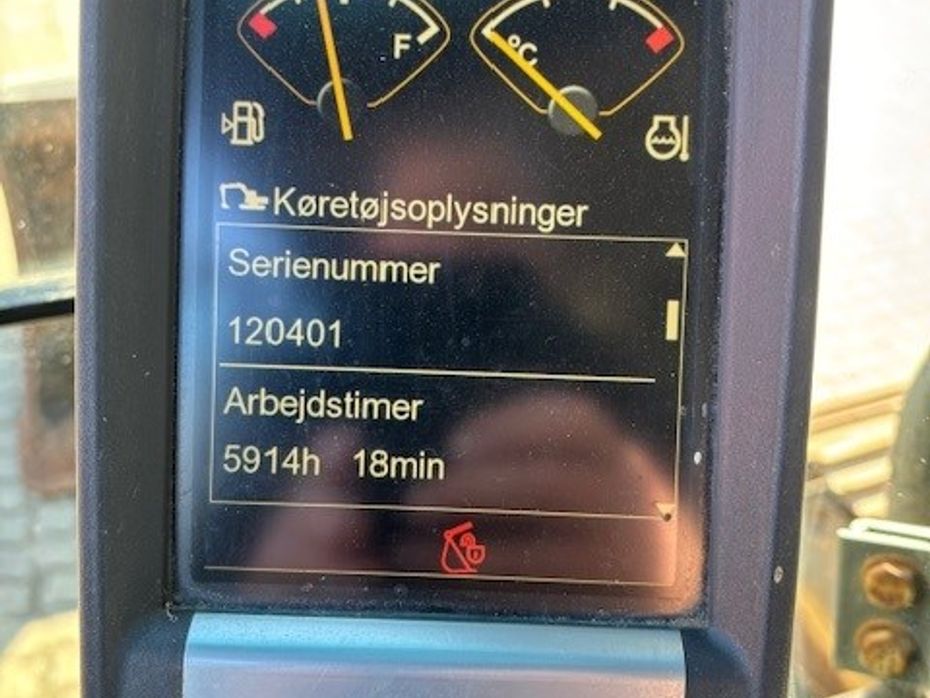 F
°C
Køretøjsoplysninger
Serienummer
120401
Arbejdstimer
5914h 18min